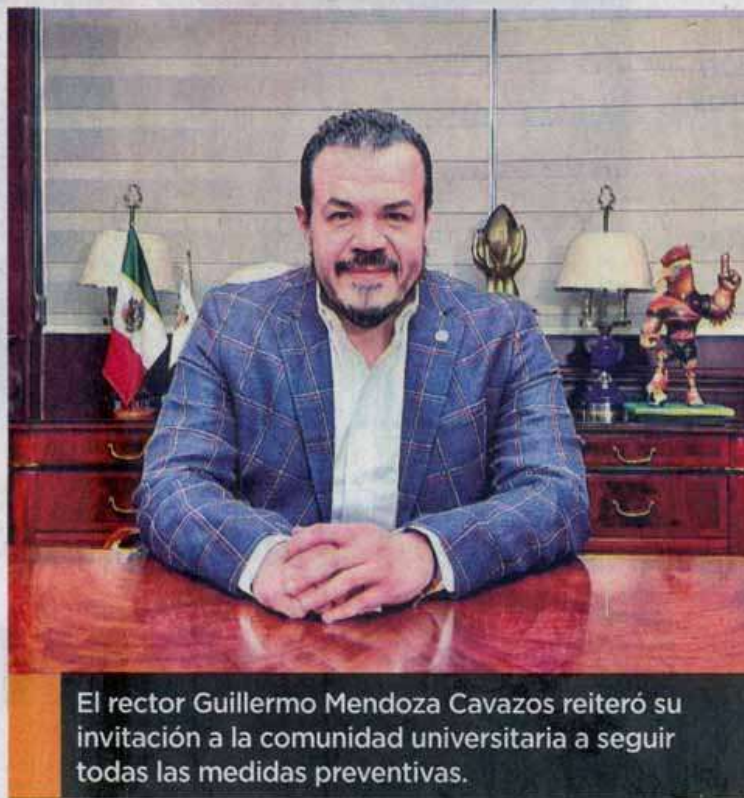 El rector Guillermo Mendoza Cavazos reiteró su
invitación a la comunidad universitaria a seguir
todas las medidas preventivas.